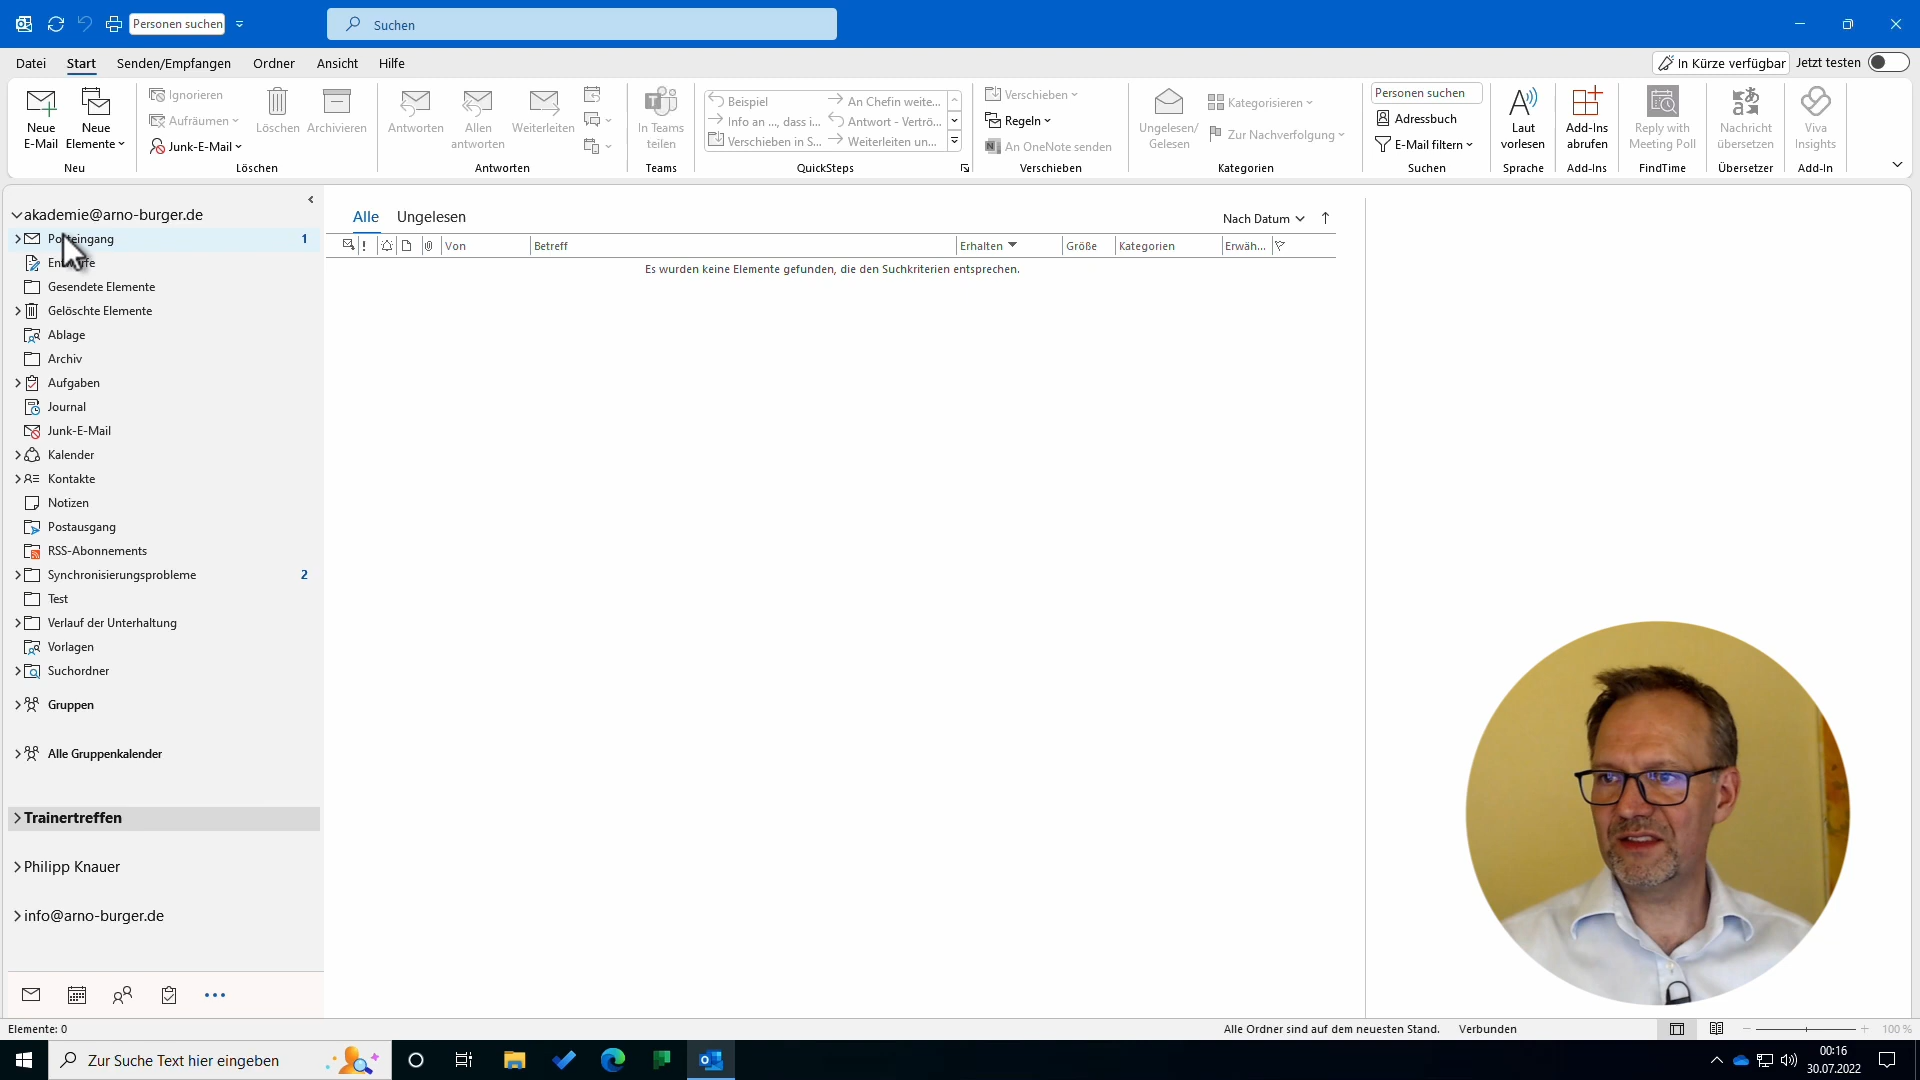 Personen suchen
Suchen
Datei
Start
Senden/Empfangen
Ordner
Ansicht
Hilfe
In Kürze verfügbar
Jetzt testen
Neue
E-Mail
Neue
Elemente
Neu
Ignorieren
Aufräumen
Junk-E-Mail
Löschen
Archivieren
Löschen
Antworten
Allen
antworten
Weiterleiten
Antworten
In Teams
teilen
Teams
Beispiel
Info an ..., dass i...
Verschieben in S...
An Chefin weite...
Antwort - Vertrö...
Weiterleiten un...
QuickSteps
Verschieben
Regeln
An OneNote senden
Verschieben
Ungelesen/
Gelesen
Kategorisieren
Zur Nachverfolgung
Kategorien
Personen suchen
Adressbuch
E-Mail filtern
Suchen
Laut
vorlesen
Sprache
Add-Ins
abrufen
Add-Ins
Reply with
Meeting Poll
FindTime
Nachricht
übersetzen
Übersetzer
Viva
Insights
Add-In
akademie@arno-burger.de
Posteingang 1
Gesendete Elemente
Gelöschte Elemente
Ablage
Archiv
Aufgaben
Journal
Junk-E-Mail
Kalender
Kontakte
Notizen
Postausgang
RSS-Abonnements
Synchronisierungsprobleme 2
Test
Verlauf der Unterhaltung
Vorlagen
Suchordner
Gruppen
Alle Gruppenkalender
Trainertreffen
Philipp Knauer
info@arno-burger.de
Alle
Ungelesen
Nach Datum
Von
Betreff
Erhalten
Größe
Kategorien
Erwäh...
Es wurden keine Elemente gefunden, die den Suchkriterien entsprechen.
Elemente: 0
Alle Ordner sind auf dem neuesten Stand.
Verbunden
100 %
Zur Suche Text hier eingeben
00:16
30.07.2022